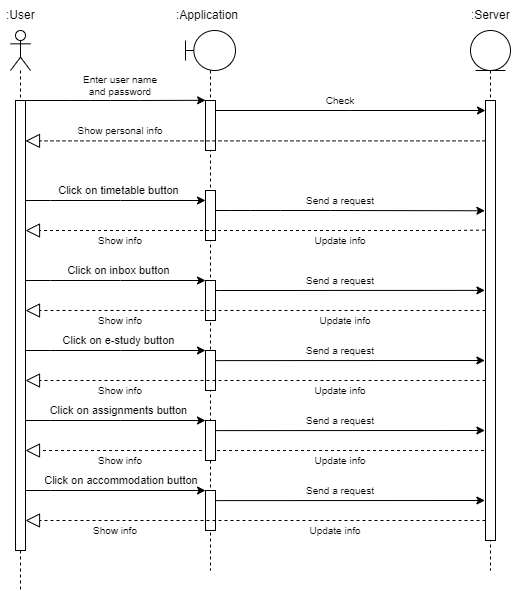 :User
:Application
:Server
Enter user name
and password
Check
Show personal info
Click on timetable button
Send a request
Show info
Update info
Click on inbox button
Send a request
Show info
Update info
Click on e-study button
Send a request
Show info
Update info
Click on assignments button
Send a request
Show info
Update info
Click on accommodation button
Send a request
Show info
Update info